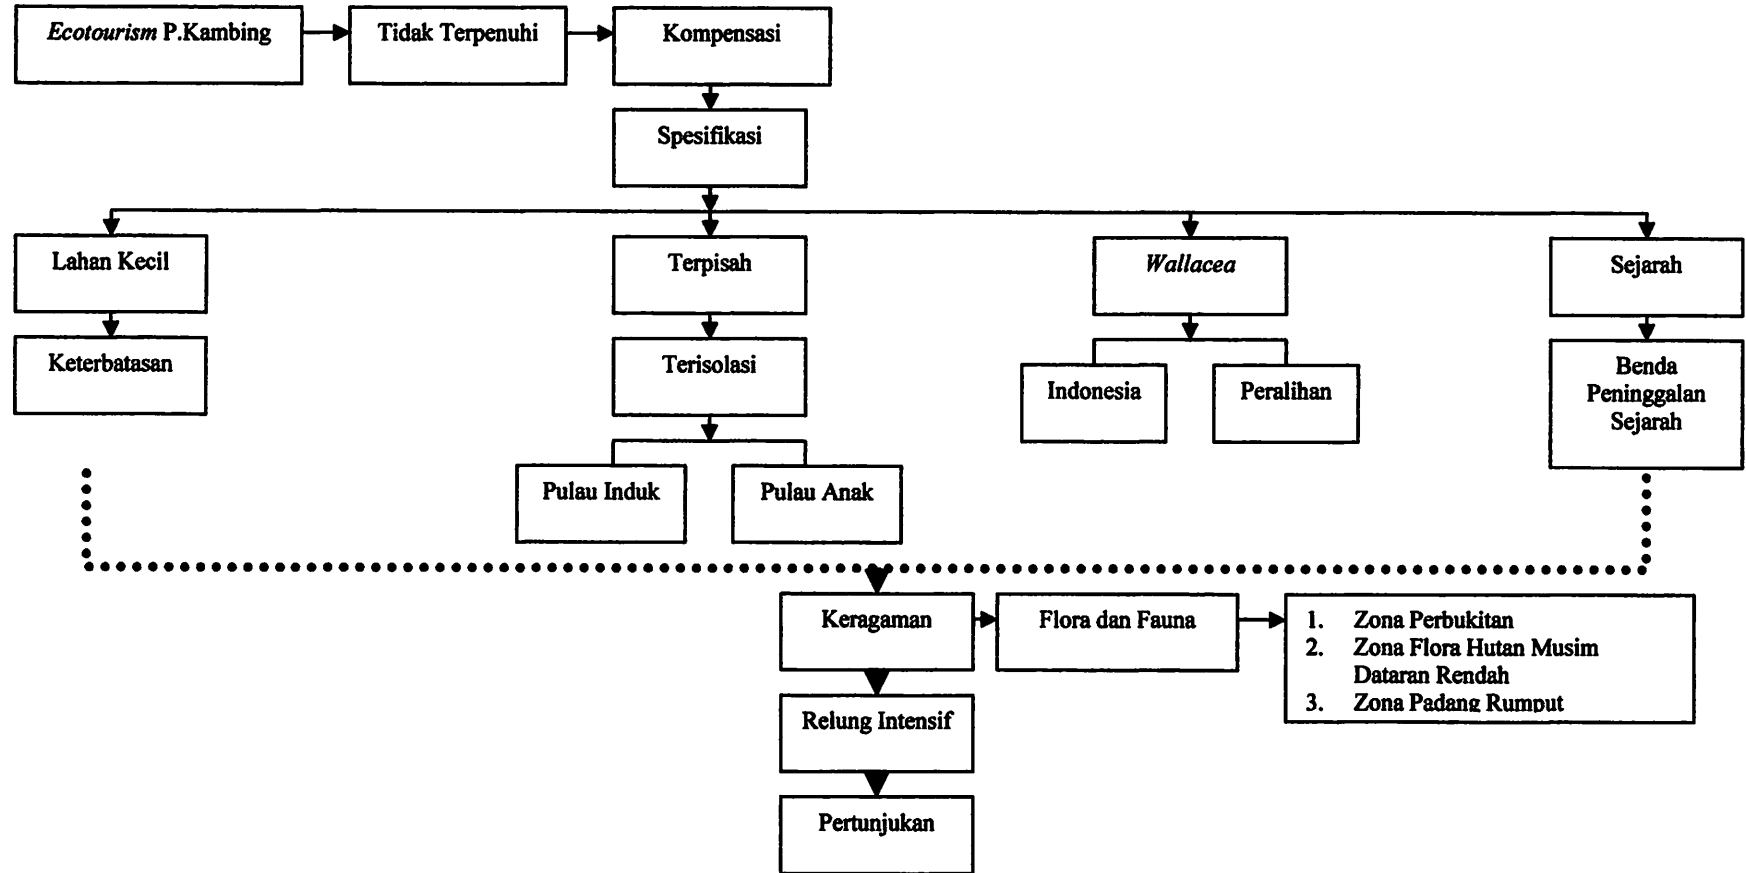 Ecotourism P.Kambing
Tidak Terpenuhi
Kompensasi
Spesifikasi
Lahan Kecil
Terpisah
Wallacea
Sejarah
Keterbatasan
Terisolasi
Indonesia
Peralihan
Benda
Peninggalan
Sejarah
Pulau Induk
Pulau Anak
Keragaman
Flora dan Fauna
1. Zona Perbukitan
2. Zona Flora Hutan Musim
Dataran Rendah
3. Zona Padang Rumput
Relung Intensif
Pertunjukan